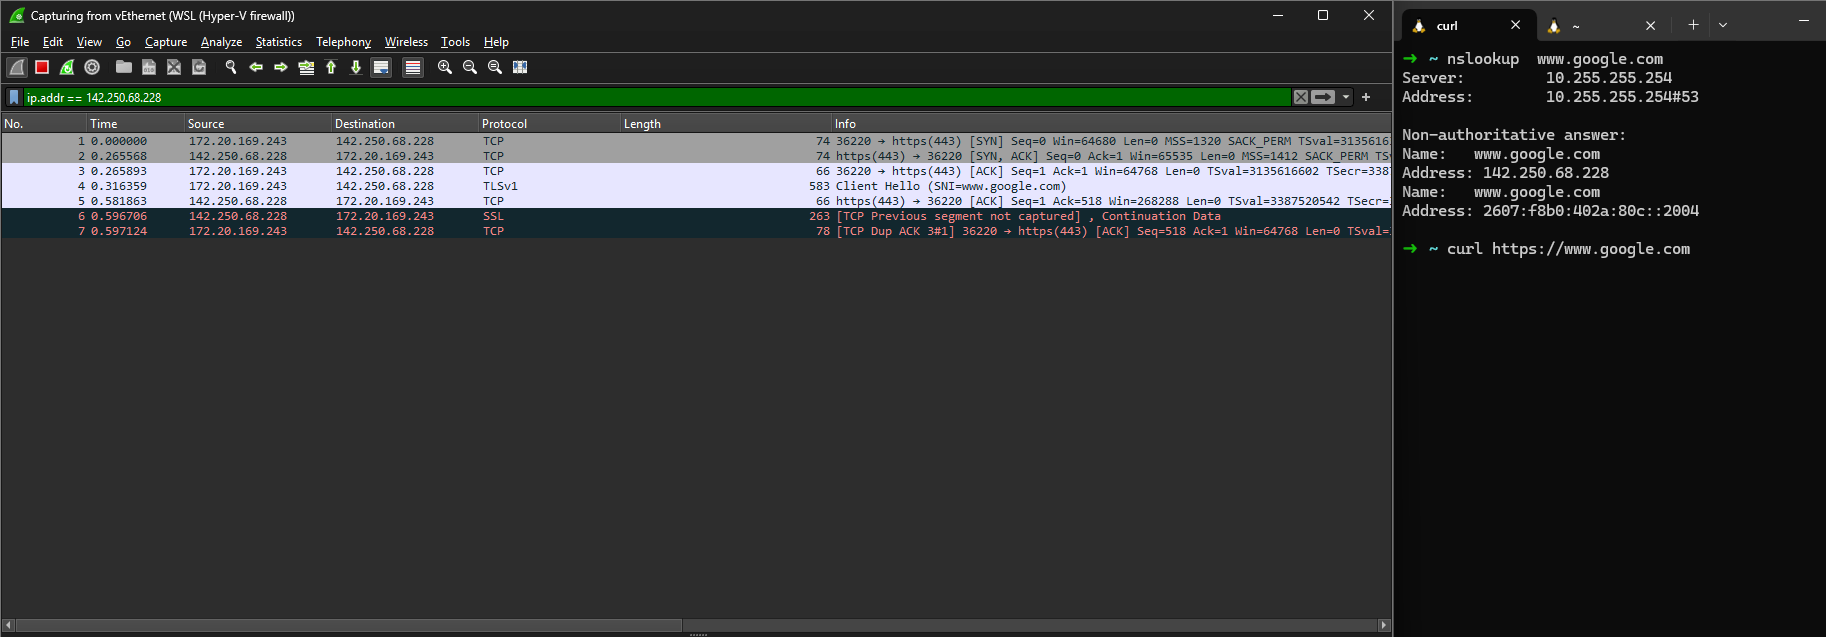 Capturing from vEthernet (WSL (Hyper-V firewall))
File Edit View Go Capture Analyze Statistics Telephony Wireless Tools Help
ip.addr == 142.250.68.228
No. Time Source Destination Protocol Length Info
1 0.000000 172.20.169.243 142.250.68.228 TCP 74 36220 → https(443) [SYN] Seq=0 Win=64680 Len=0 MSS=1320 SACK_PERM TSval=3135616
2 0.265568 142.250.68.228 172.20.169.243 TCP 74 https(443) → 36220 [SYN, ACK] Seq=0 Ack=1 Win=65535 Len=0 MSS=1412 SACK_PERM TS
3 0.265893 172.20.169.243 142.250.68.228 TCP 66 36220 → https(443) [ACK] Seq=1 Ack=1 Win=64768 Len=0 TSval=3135616602 TSecr=3387
4 0.316359 172.20.169.243 142.250.68.228 TLSv1 583 Client Hello (SNI=www.google.com)
5 0.581863 142.250.68.228 172.20.169.243 TCP 66 https(443) → 36220 [ACK] Seq=1 Ack=518 Win=268288 Len=0 TSval=3387520542 TSecr=
6 0.596706 142.250.68.228 172.20.169.243 SSL 263 [TCP Previous segment not captured] , Continuation Data
7 0.597124 172.20.169.243 142.250.68.228 TCP 78 [TCP Dup ACK 3#1] 36220 → https(443) [ACK] Seq=518 Ack=1 Win=64768 Len=0 TSval=
curl ~
→ ~ nslookup www.google.com
Server: 10.255.255.254
Address: 10.255.255.254#53
Non-authoritative answer:
Name: www.google.com
Address: 142.250.68.228
Name: www.google.com
Address: 2607:f8b0:402a:80c::2004
→ ~ curl https://www.google.com